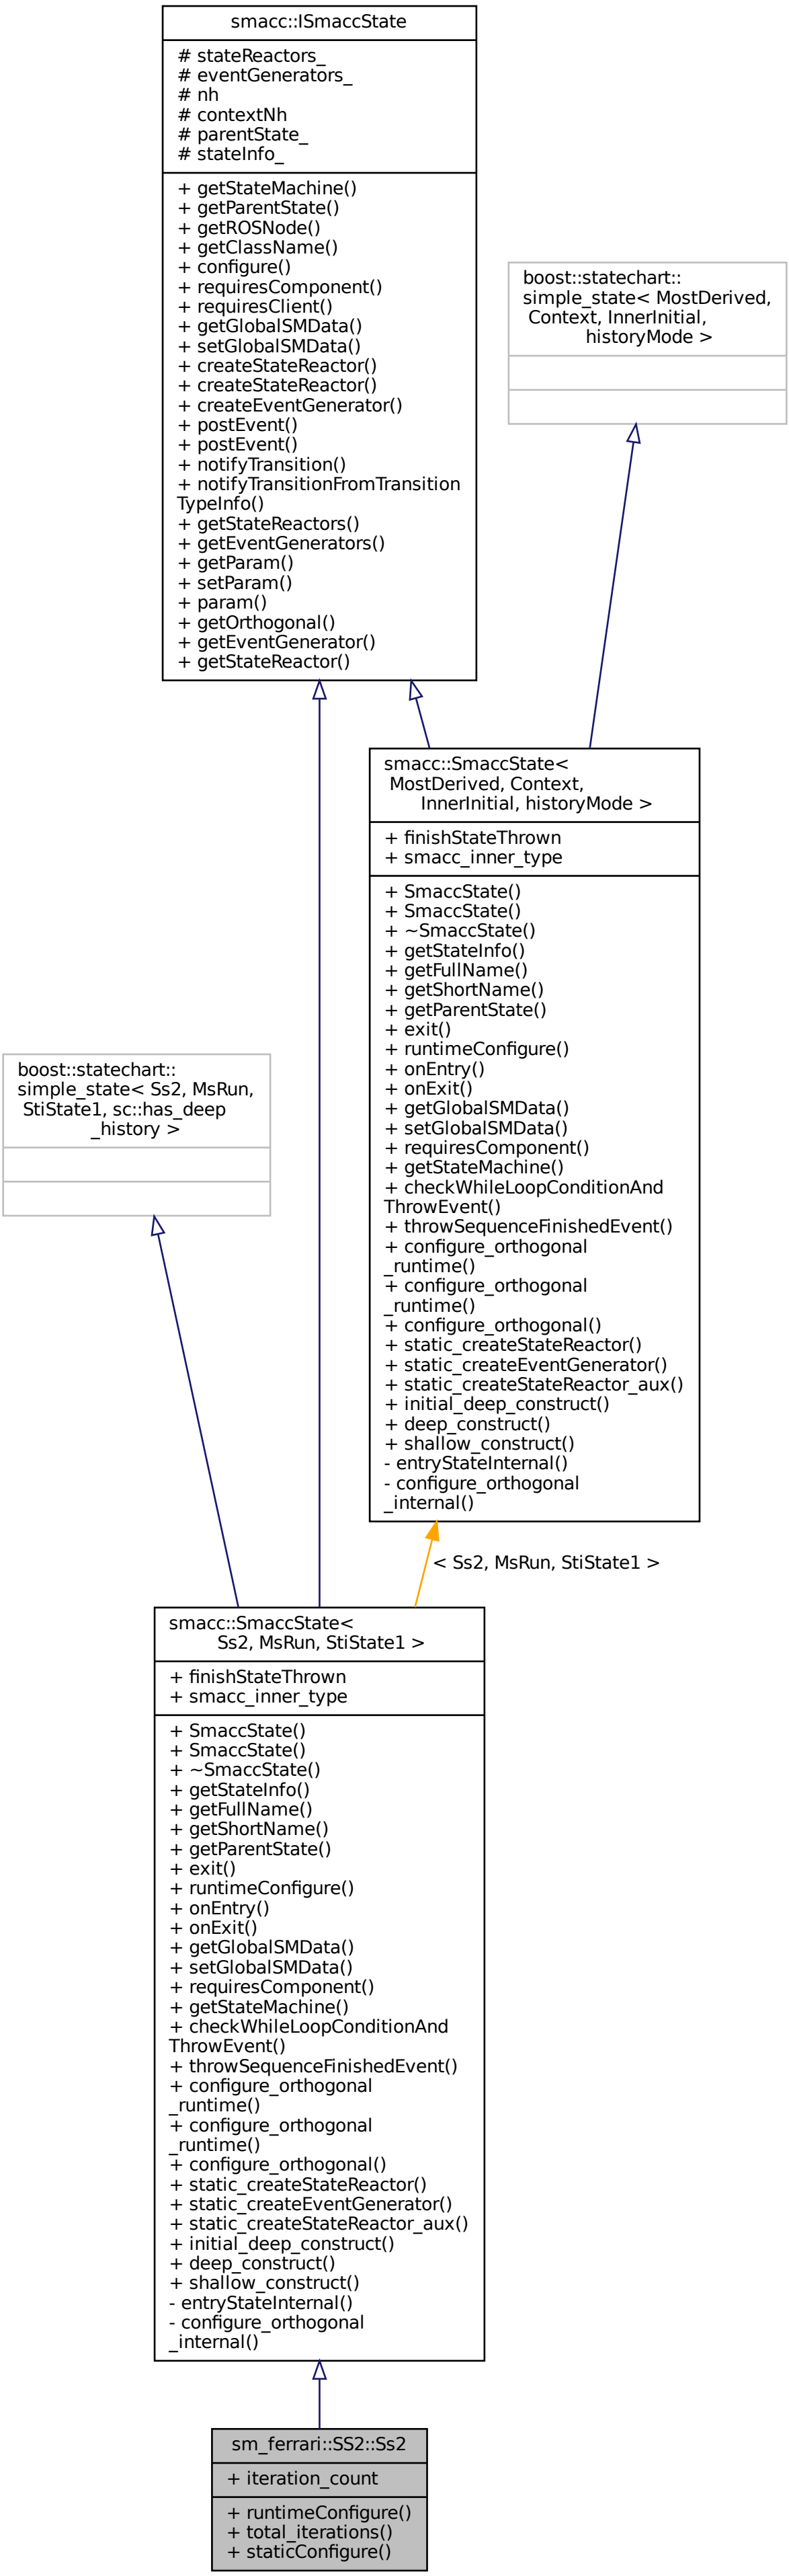 smacc::ISmaccState
# stateReactors_
# eventGenerators_
# nh
# contextNh
# parentState_
# stateInfo_
+ getStateMachine()
+ getParentState()
+ getROSNode()
+ getClassName()
+ configure()
+ requiresComponent()
+ requiresClient()
+ getGlobalSMData()
+ setGlobalSMData()
+ createStateReactor()
+ createStateReactor()
+ createEventGenerator()
+ postEvent()
+ postEvent()
+ notifyTransition()
+ notifyTransitionFromTransition
TypeInfo()
+ getStateReactors()
+ getEventGenerators()
+ getParam()
+ setParam()
+ param()
+ getOrthogonal()
+ getEventGenerator()
+ getStateReactor()
boost::statechart::
simple_state< MostDerived,
Context, InnerInitial,
historyMode >
smacc::SmaccState<
MostDerived, Context,
InnerInitial, historyMode >
+ finishStateThrown
+ smacc_inner_type
+ SmaccState()
+ SmaccState()
+ ~SmaccState()
+ getStateInfo()
+ getFullName()
+ getShortName()
+ getParentState()
+ exit()
+ runtimeConfigure()
+ onEntry()
+ onExit()
+ getGlobalSMData()
+ setGlobalSMData()
+ requiresComponent()
+ getStateMachine()
+ checkWhileLoopConditionAnd
ThrowEvent()
+ throwSequenceFinishedEvent()
+ configure_orthogonal
_runtime()
+ configure_orthogonal
_runtime()
+ configure_orthogonal()
+ static_createStateReactor()
+ static_createEventGenerator()
+ static_createStateReactor_aux()
+ initial_deep_construct()
+ deep_construct()
+ shallow_construct()
- entryStateInternal()
- configure_orthogonal
_internal()
boost::statechart::
simple_state< Ss2, MsRun,
StiState1, sc::has_deep
_history >
< Ss2, MsRun, StiState1 >
smacc::SmaccState<
Ss2, MsRun, StiState1 >
+ finishStateThrown
+ smacc_inner_type
+ SmaccState()
+ SmaccState()
+ ~SmaccState()
+ getStateInfo()
+ getFullName()
+ getShortName()
+ getParentState()
+ exit()
+ runtimeConfigure()
+ onEntry()
+ onExit()
+ getGlobalSMData()
+ setGlobalSMData()
+ requiresComponent()
+ getStateMachine()
+ checkWhileLoopConditionAnd
ThrowEvent()
+ throwSequenceFinishedEvent()
+ configure_orthogonal
_runtime()
+ configure_orthogonal
_runtime()
+ configure_orthogonal()
+ static_createStateReactor()
+ static_createEventGenerator()
+ static_createStateReactor_aux()
+ initial_deep_construct()
+ deep_construct()
+ shallow_construct()
- entryStateInternal()
- configure_orthogonal
_internal()
sm_ferrari::SS2::Ss2
+ iteration_count
+ runtimeConfigure()
+ total_iterations()
+ staticConfigure()